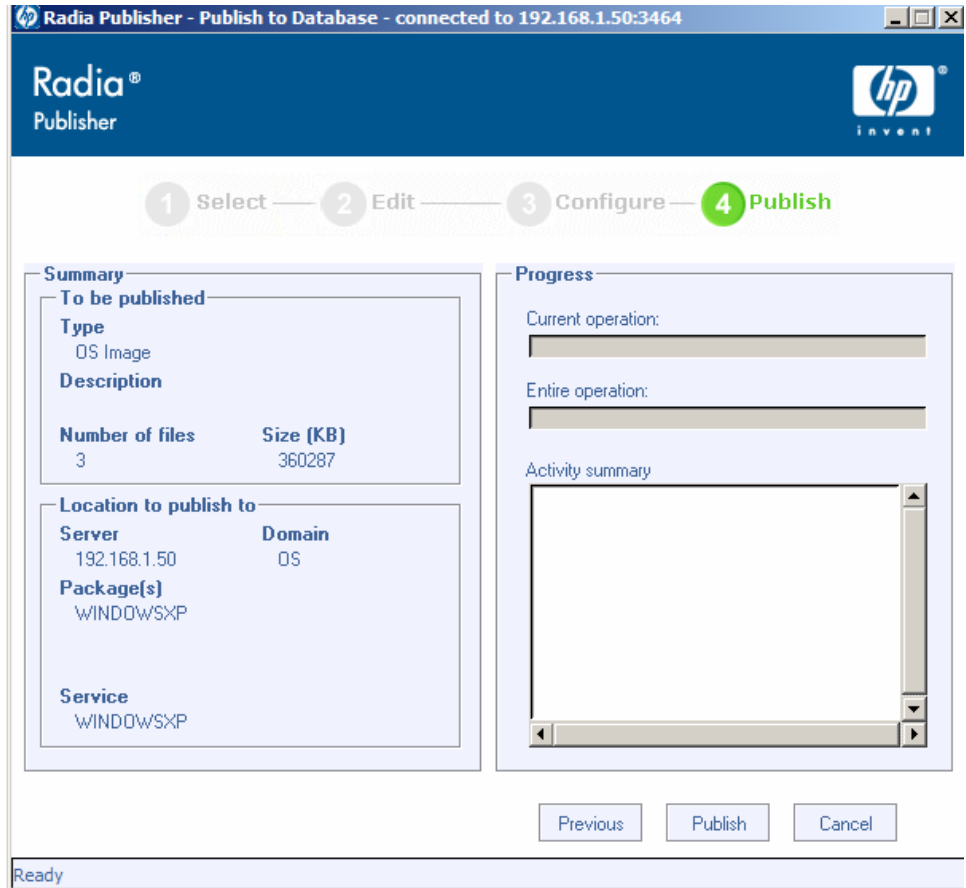 Radia Publisher - Publish to Database - connected to 192.168.1.50:3464
Radia®
Publisher
hp
®
invent
1 Select 2 Edit 3 Configure 4 Publish
Summary
To be published
Type
OS Image
Description
Number of files Size (KB)
3 360287
Location to publish to
Server Domain
192.168.1.50 OS
Package(s)
WINDOWSXP
Service
WINDOWSXP
Progress
Current operation:
Entire operation:
Activity summary
Previous Publish Cancel
Ready